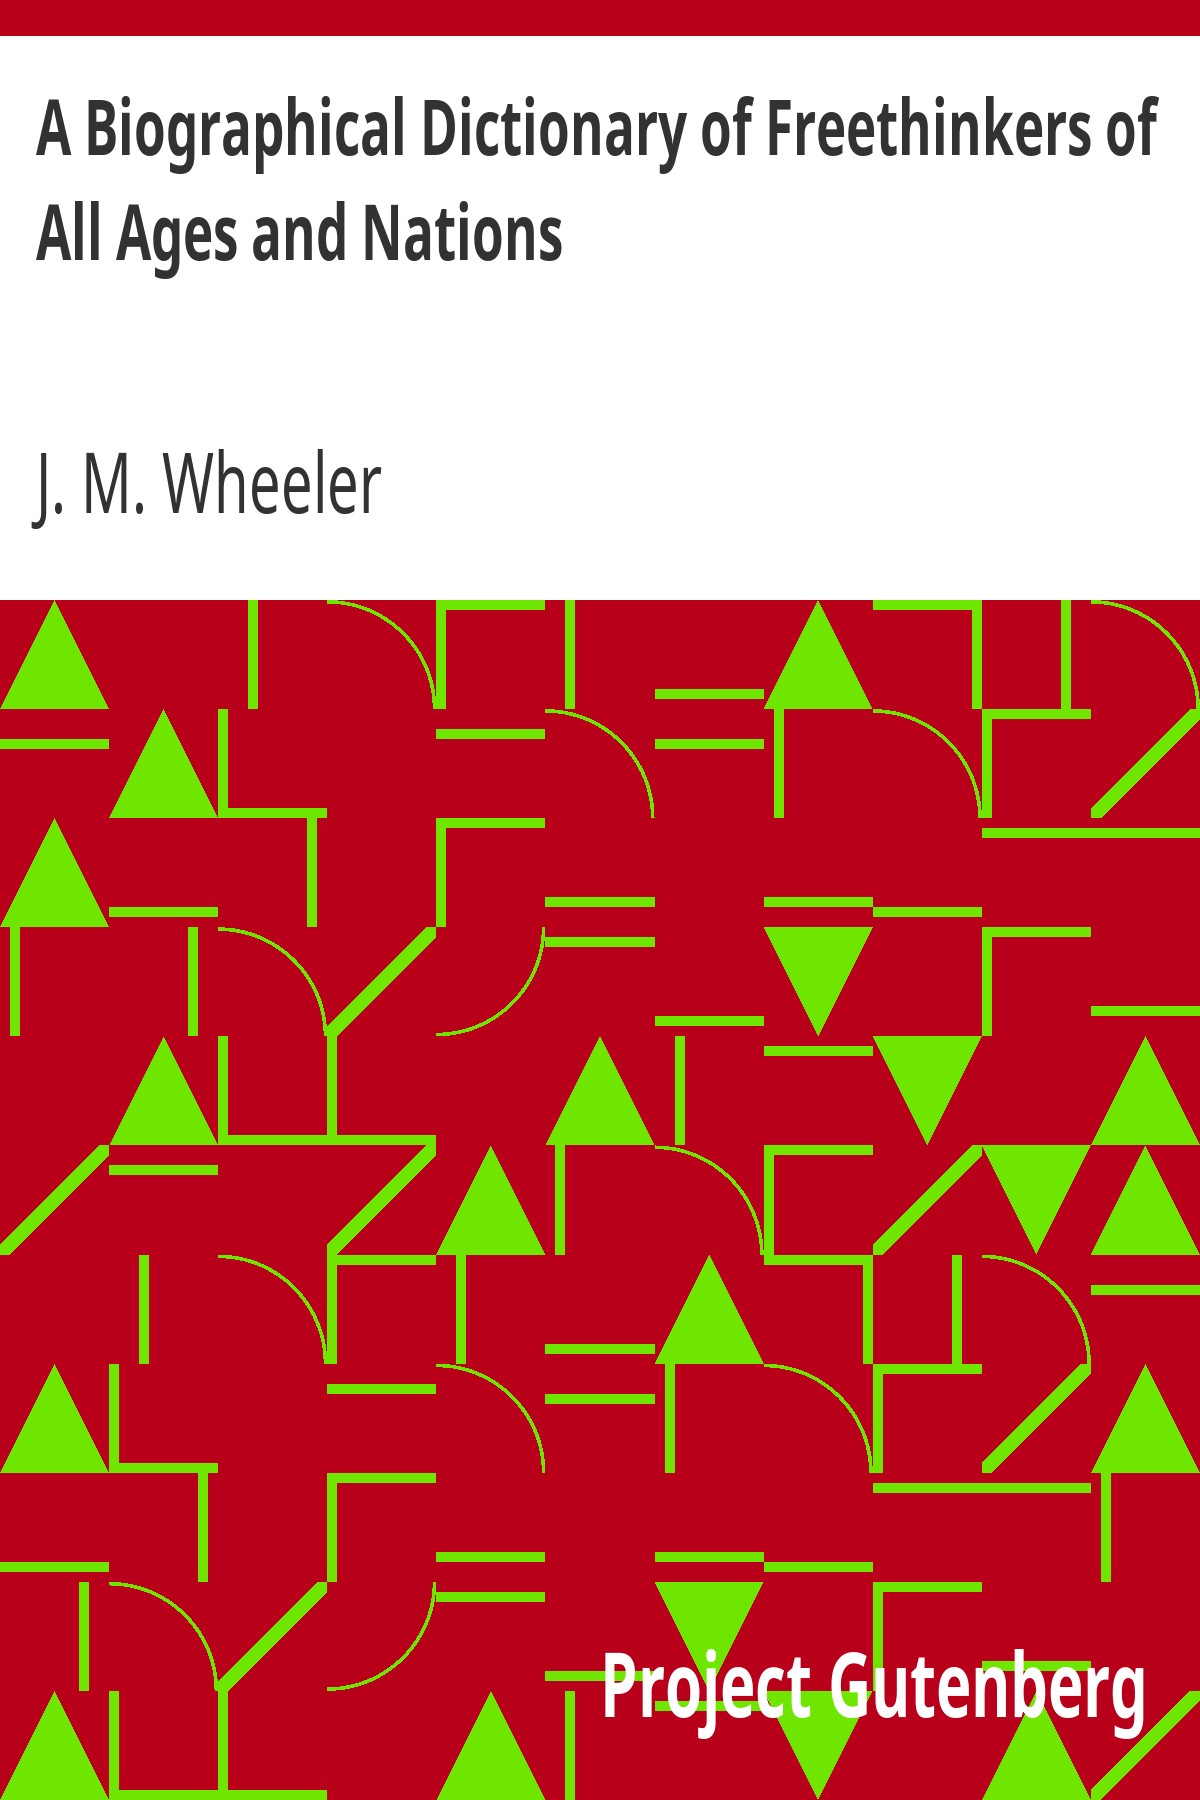 A Biographical Dictionary of Freethinkers of
All Ages and Nations
J. M. Wheeler
Project Gutenberg